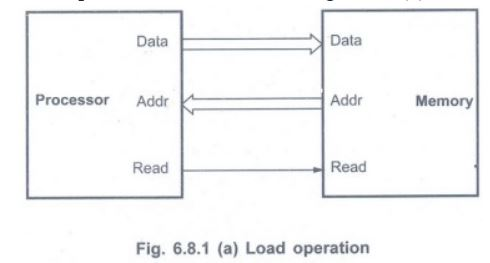 Data
Data
Processor
Addr
Addr
Memory
Read
Read
Fig. 6.8.1 (a) Load operation